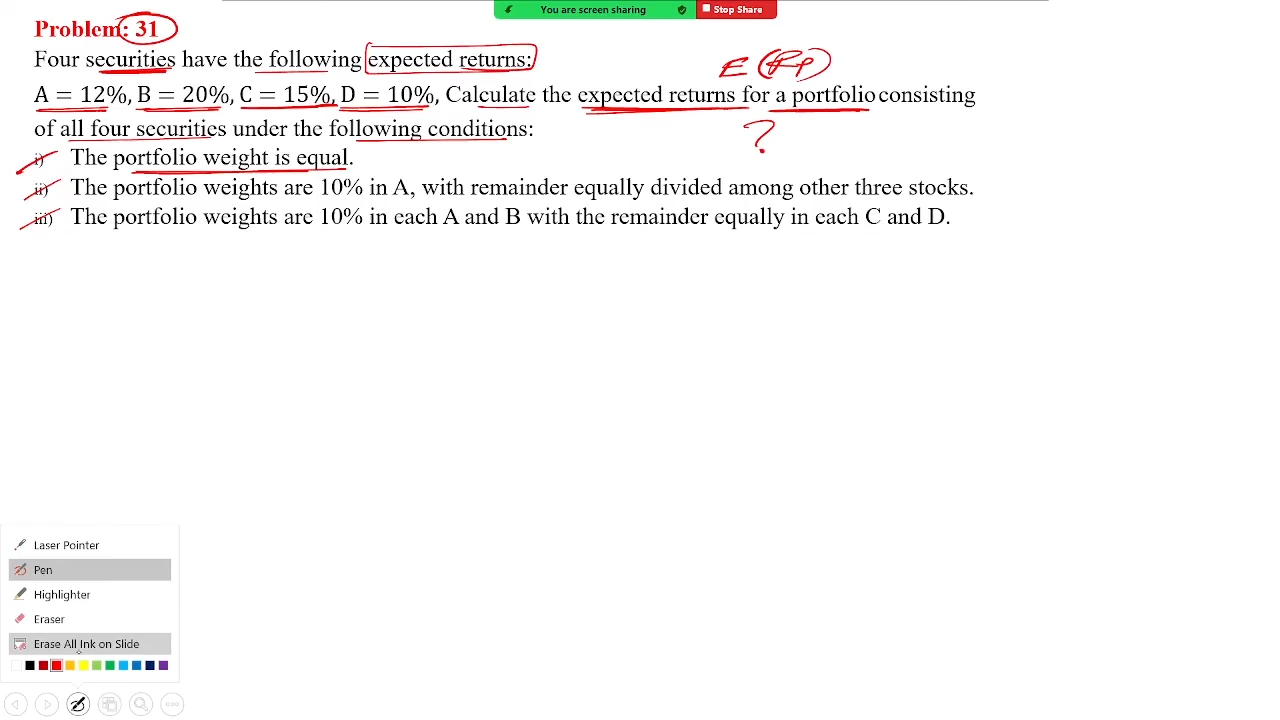 You are screen sharing
Stop Share
Problem: 31
Four securities have the following expected returns:
E (Rp)
A = 12%, B = 20%, C = 15%, D = 10%, Calculate the expected returns for a portfolio consisting
of all four securities under the following conditions:
?
i) The portfolio weight is equal.
ii) The portfolio weights are 10% in A, with remainder equally divided among other three stocks.
iii) The portfolio weights are 10% in each A and B with the remainder equally in each C and D.
Laser Pointer
Pen
Highlighter
Eraser
Erase All Ink on Slide